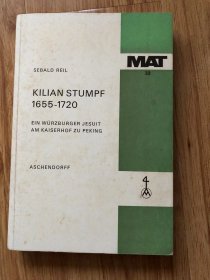 SEBALD REIL
MAT
KILIAN STUMPF
1655-1720
EIN WÜRZBURGER JESUIT
AM KAISERHOF ZU PEKING
ASCHENDORFF